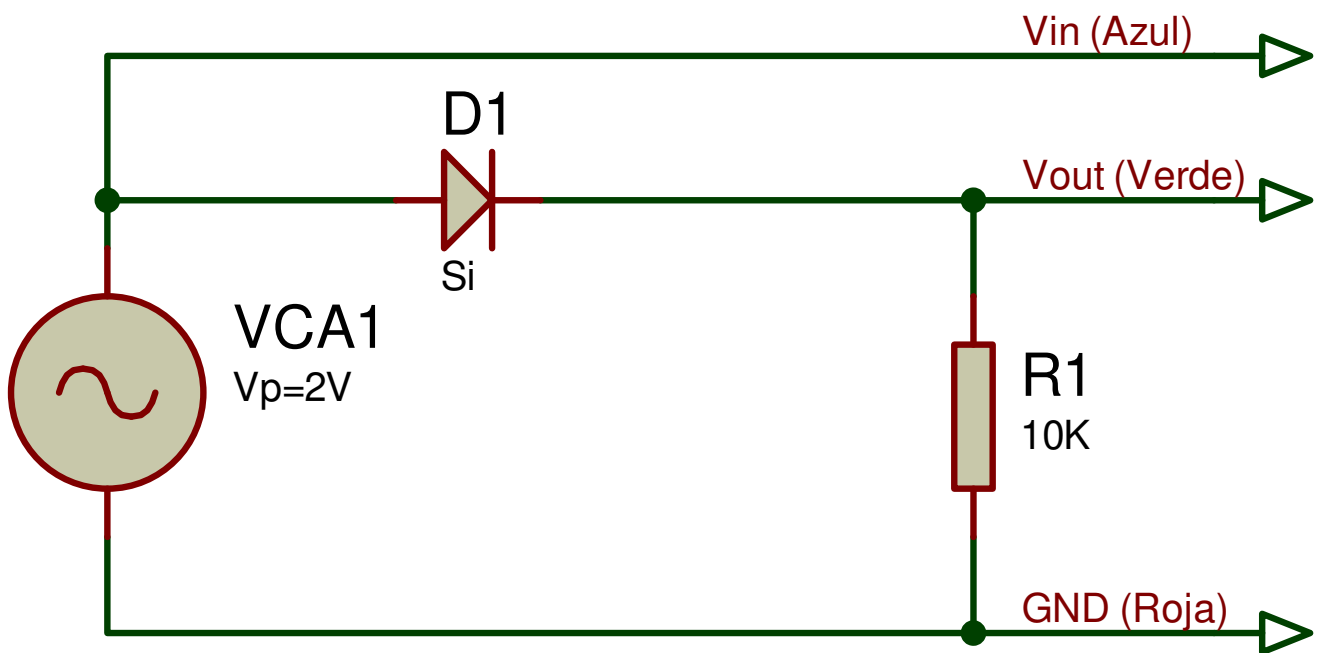 Vin (Azul)
D1
Vout (Verde)
Si
VCA1
Vp=2V
R1
10K
GND (Roja)